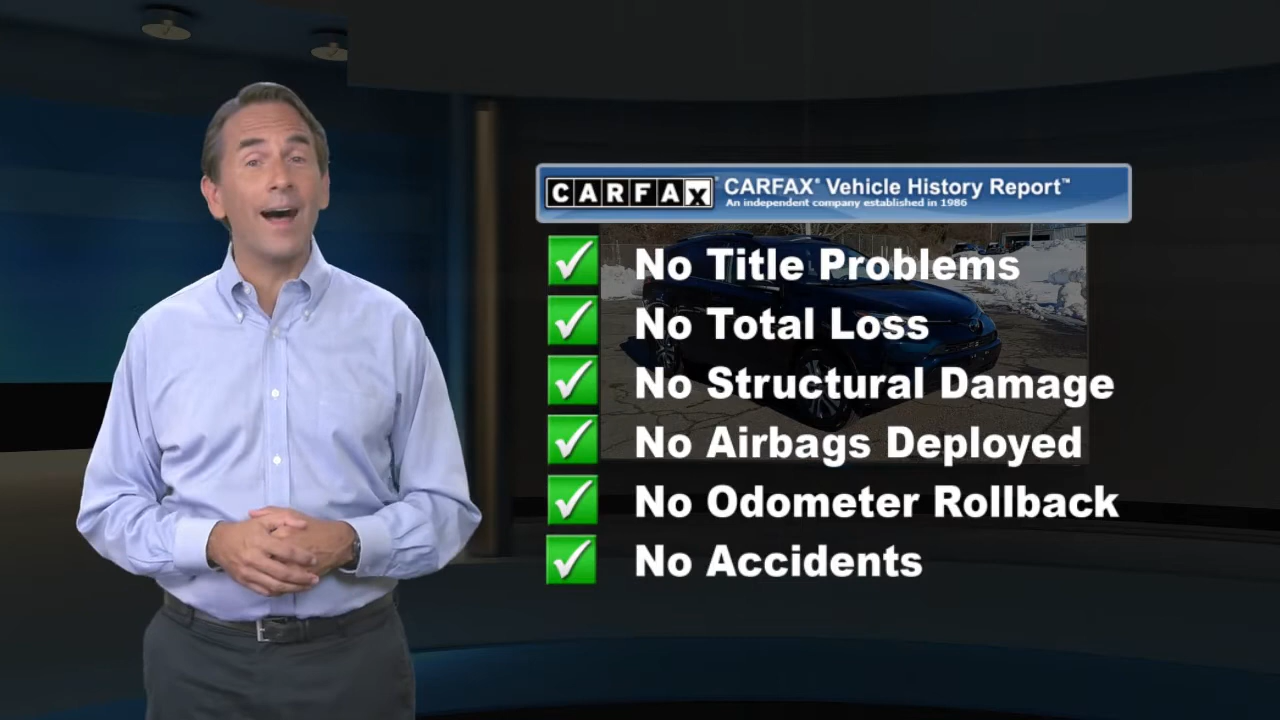 CARFAX® CARFAX® Vehicle History Report™
An independent company established in 1986
No Title Problems
No Total Loss
No Structural Damage
No Airbags Deployed
No Odometer Rollback
No Accidents